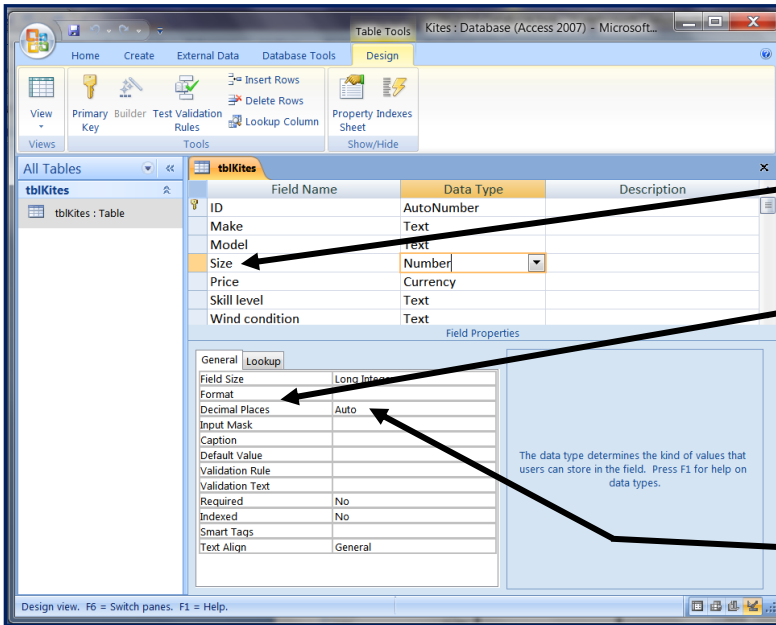 Table Tools Kites : Database (Access 2007) - Microsoft...
Home Create External Data Database Tools Design
View Primary Key Builder Test Validation Rules Insert Rows Delete Rows Lookup Column Property Sheet Indexes
Views Tools Show/Hide
All Tables tblKites
tblKites
tblKites : Table
Field Name Data Type Description
ID AutoNumber
Make Text
Model Text
Size Number
Price Currency
Skill level Text
Wind condition Text
Field Properties
General Lookup
Field Size Long Integer
Format
Decimal Places Auto
Input Mask
Caption
Default Value
Validation Rule
Validation Text
Required No
Indexed No
Smart Tags
Text Align General
The data type determines the kind of values that
users can store in the field. Press F1 for help on
data types.
Design view. F6 = Switch panes. F1 = Help.